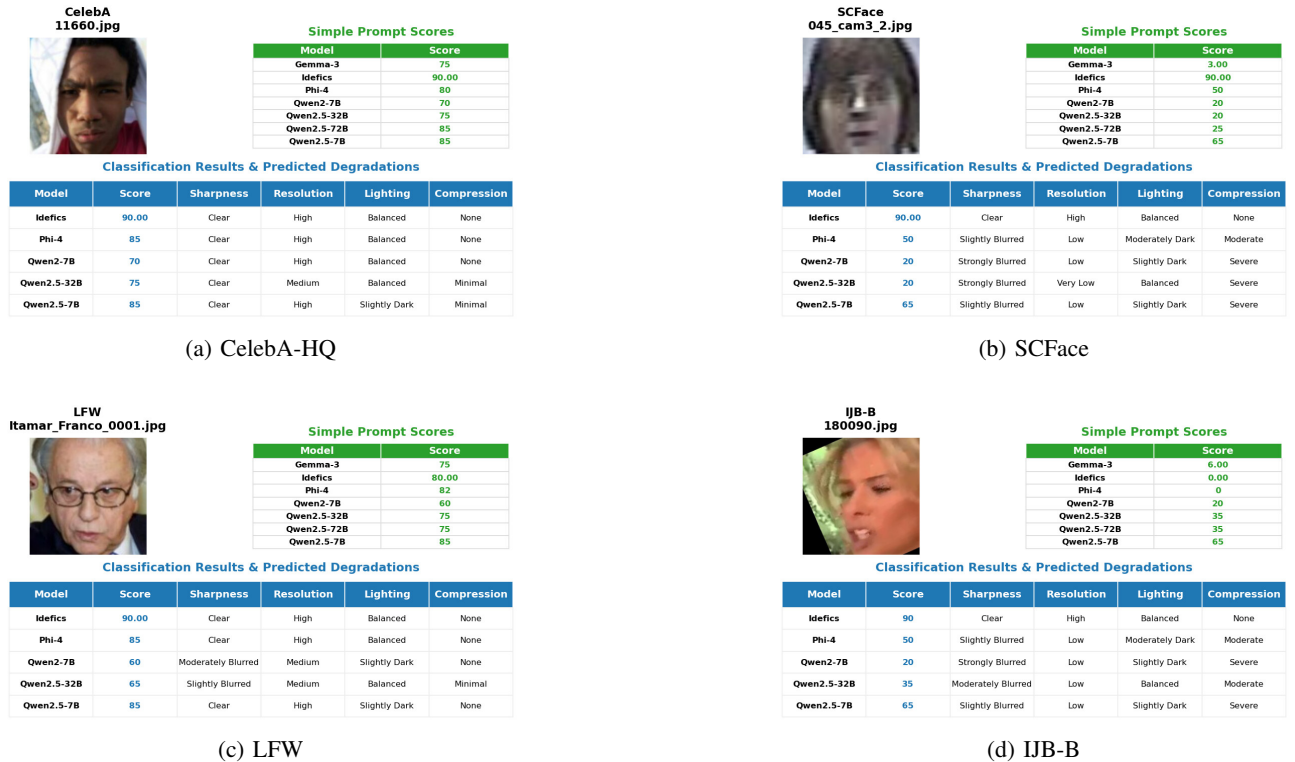 CelebA
11660.jpg
Simple Prompt Scores
Model Score
Gemma-3 75
Idefics 90.00
Phi-4 80
Qwen2-7B 70
Qwen2.5-32B 75
Qwen2.5-72B 85
Qwen2.5-7B 85
Classification Results & Predicted Degradations
Model Score Sharpness Resolution Lighting Compression
Idefics 90.00 Clear High Balanced None
Phi-4 85 Clear High Balanced None
Qwen2-7B 70 Clear High Balanced None
Qwen2.5-32B 75 Clear Medium Balanced Minimal
Qwen2.5-7B 85 Clear High Slightly Dark Minimal
(a) CelebA-HQ
SCFace
045_cam3_2.jpg
Simple Prompt Scores
Model Score
Gemma-3 3.00
Idefics 90.00
Phi-4 50
Qwen2-7B 20
Qwen2.5-32B 20
Qwen2.5-72B 25
Qwen2.5-7B 65
Classification Results & Predicted Degradations
Model Score Sharpness Resolution Lighting Compression
Idefics 90.00 Clear High Balanced None
Phi-4 50 Slightly Blurred Low Moderately Dark Moderate
Qwen2-7B 20 Strongly Blurred Low Slightly Dark Severe
Qwen2.5-32B 20 Strongly Blurred Very Low Balanced Severe
Qwen2.5-7B 65 Slightly Blurred Low Slightly Dark Severe
(b) SCFace
LFW
Itamar_Franco_0001.jpg
Simple Prompt Scores
Model Score
Gemma-3 75
Idefics 80.00
Phi-4 82
Qwen2-7B 60
Qwen2.5-32B 75
Qwen2.5-72B 75
Qwen2.5-7B 85
Classification Results & Predicted Degradations
Model Score Sharpness Resolution Lighting Compression
Idefics 90.00 Clear High Balanced None
Phi-4 85 Clear High Balanced None
Qwen2-7B 60 Moderately Blurred Medium Slightly Dark None
Qwen2.5-32B 65 Slightly Blurred Medium Balanced Minimal
Qwen2.5-7B 85 Clear High Slightly Dark None
(c) LFW
IJB-B
180090.jpg
Simple Prompt Scores
Model Score
Gemma-3 6.00
Idefics 0.00
Phi-4 0
Qwen2-7B 20
Qwen2.5-32B 35
Qwen2.5-72B 35
Qwen2.5-7B 65
Classification Results & Predicted Degradations
Model Score Sharpness Resolution Lighting Compression
Idefics 90 Clear High Balanced None
Phi-4 50 Slightly Blurred Low Moderately Dark Moderate
Qwen2-7B 20 Strongly Blurred Low Slightly Dark Severe
Qwen2.5-32B 35 Moderately Blurred Low Balanced Moderate
Qwen2.5-7B 65 Slightly Blurred Low Slightly Dark Severe
(d) IJB-B